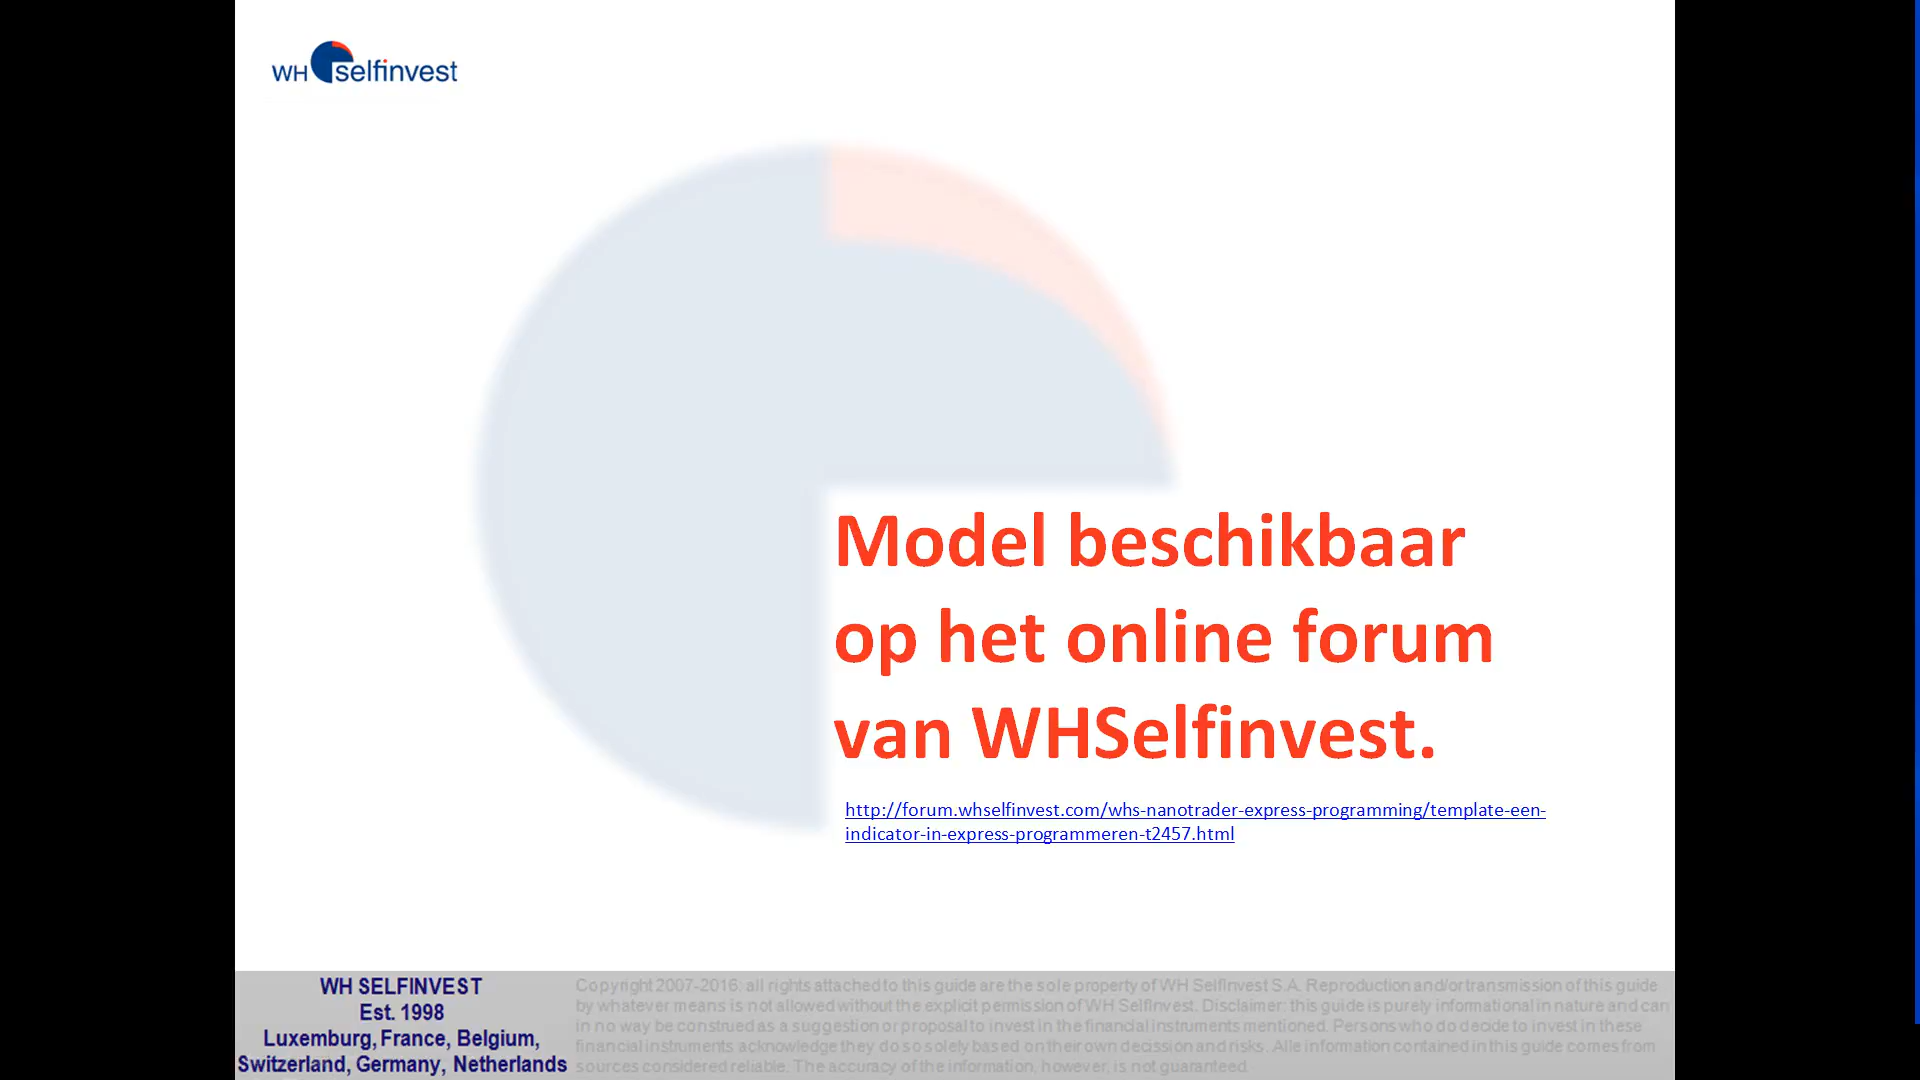 WH selfinvest
Model beschikbaar
op het online forum
van WHSelfinvest.
http://forum.whselfinvest.com/whs-nanotrader-express-programming/template-een-
indicator-in-express-programmeren-t2457.html
WH SELFINVEST
Est. 1998
Luxemburg, France, Belgium,
Switzerland, Germany, Netherlands
Copyright 2007-2016: all rights attached to this guide are the sole property of WH SelfInvest S.A. Reproduction and/or transmission of this guide
by whatever means is not allowed without the explicit permission of WH SelfInvest. Disclaimer: this guide is purely informational in nature and can
in no way be construed as a suggestion or proposal to invest in the financial instruments mentioned. Persons who do decide to invest in these
financial instruments acknowledge they do so solely based on their own decission and risks. Alle information contained in this guide comes from
sources considered reliable. The accuracy of the information, however, is not guaranteed.